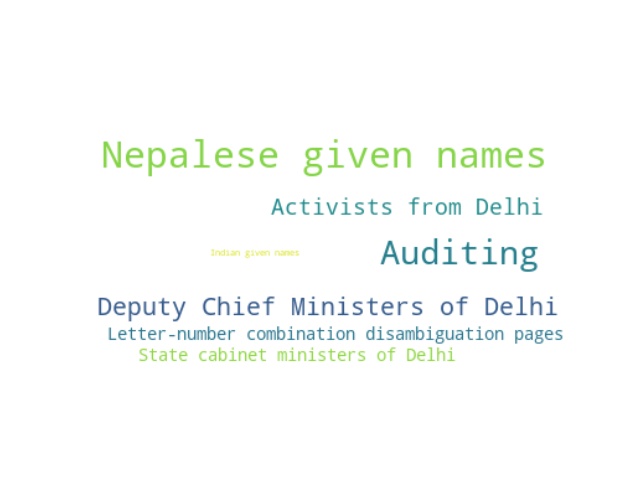 Nepalese given names
Activists from Delhi
Indian given names
Auditing
Deputy Chief Ministers of Delhi
Letter-number combination disambiguation pages
State cabinet ministers of Delhi